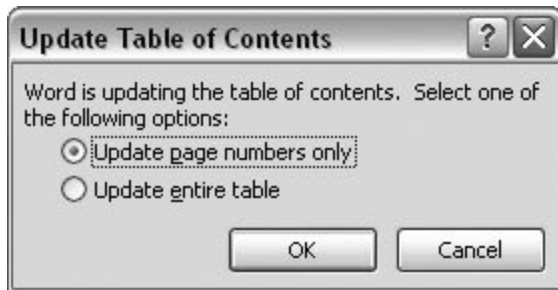 Update Table of Contents
?
Word is updating the table of contents. Select one of
the following options:
Update page numbers only
Update entire table
OK Cancel